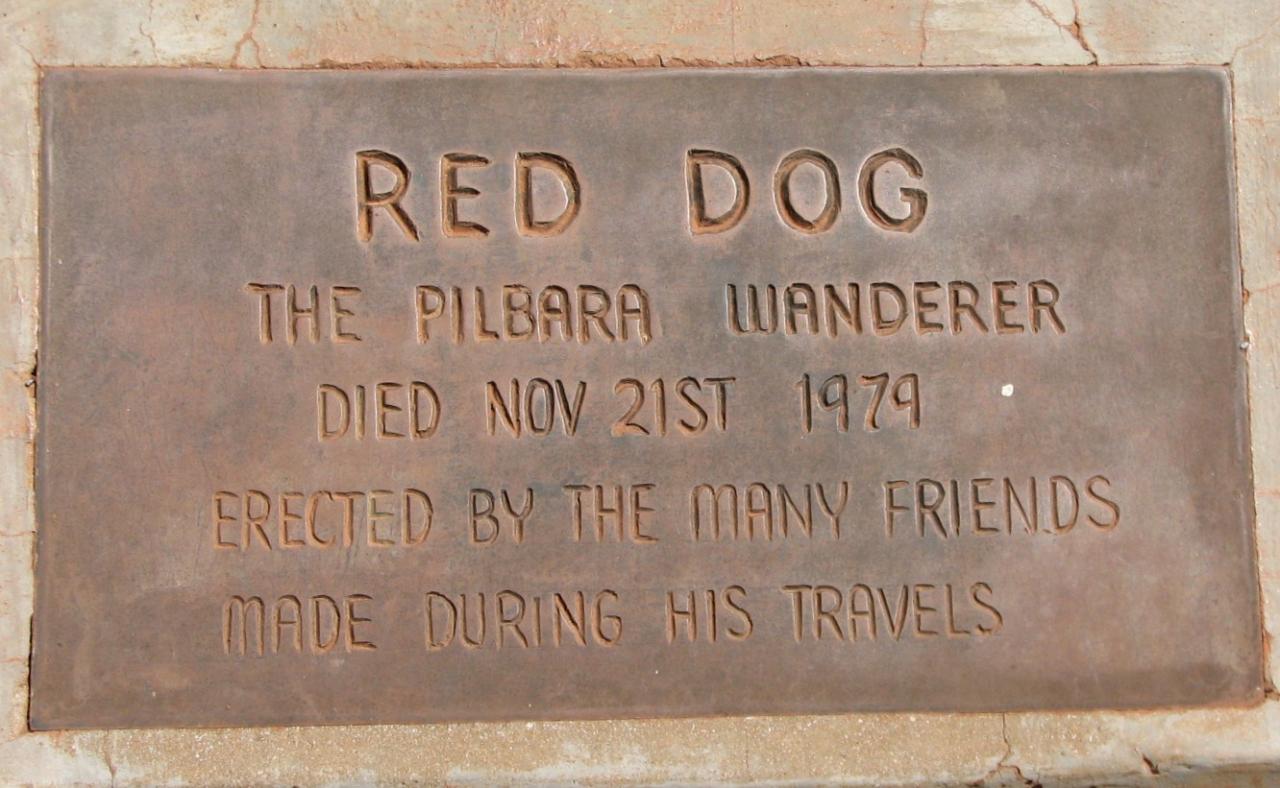 RED DOG
THE PILBARA WANDERER
DIED NOV 21ST 1979
ERECTED BY THE MANY FRIENDS
MADE DURING HIS TRAVELS